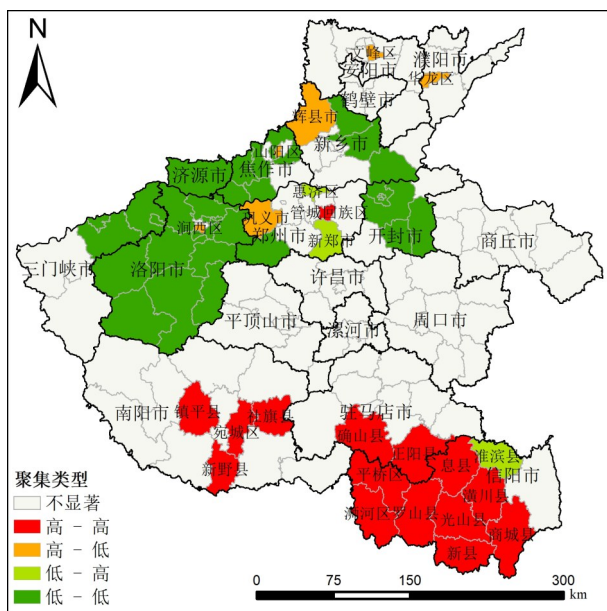 N
文峰区
安阳市
濮阳市
华龙区
鹤壁市
辉县市
新乡市
山阳区
焦作市
济源市
惠济区
管城回族区
巩义市
郑州市
新郑市
开封市
涧西区
洛阳市
三门峡市
商丘市
许昌市
平顶山市
漯河市
周口市
南阳市
镇平县
宛城区
社旗县
新野县
驻马店市
确山县
正阳县
息县
淮滨县
信阳市
平桥区
潢川县
浉河区
罗山县
光山县
商城县
新县
聚集类型
不显著
高 - 高
高 - 低
低 - 高
低 - 低
0 75 150 300
km